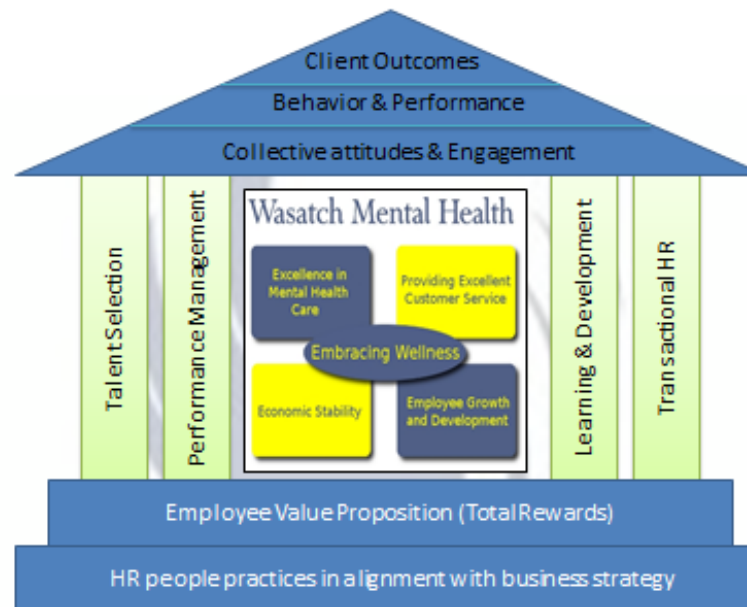 Client Outcomes
Behavior & Performance
Collective attitudes & Engagement
Talent Selection
Performance Management
Wasatch Mental Health
Excellence in
Mental Health
Care
Providing Excellent
Customer Service
Embracing Wellness
Economic Stability
Employee Growth
and Development
Learning & Development
Transactional HR
Employee Value Proposition (Total Rewards)
HR people practices in alignment with business strategy